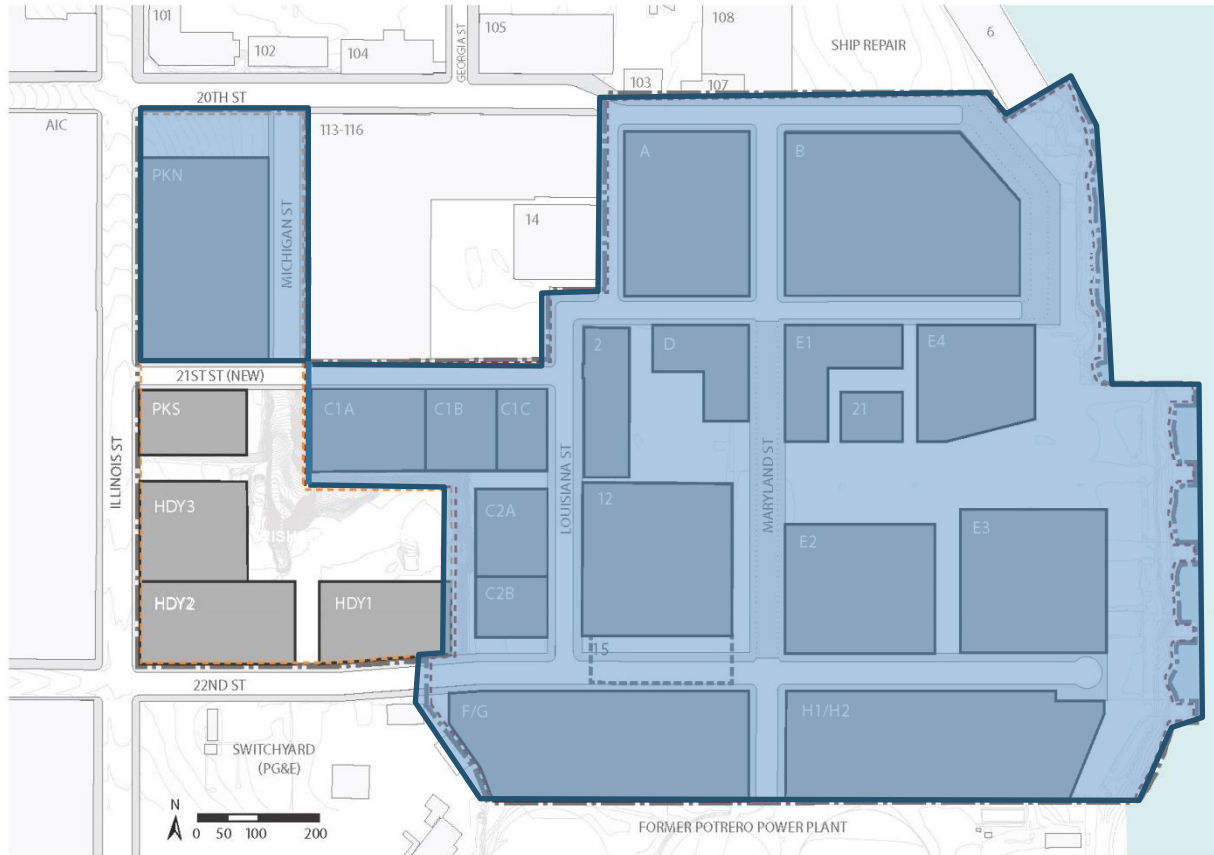 101
102
104
GEORGIA ST
105
103
108
107
SHIP REPAIR
6
20TH ST
AIC
PKN
MICHIGAN ST
113-116
14
A
B
21ST ST (NEW)
PKS
C1A
C1B
C1C
2
D
E1
E4
21
ILLINOIS ST
LOUISIANA ST
MARYLAND ST
HDY3
C2A
12
E2
E3
HDY2
HDY1
C2B
15
22ND ST
F/G
H1/H2
SWITCHYARD
(PG&E)
N
0 50 100 200
FORMER POTRERO POWER PLANT